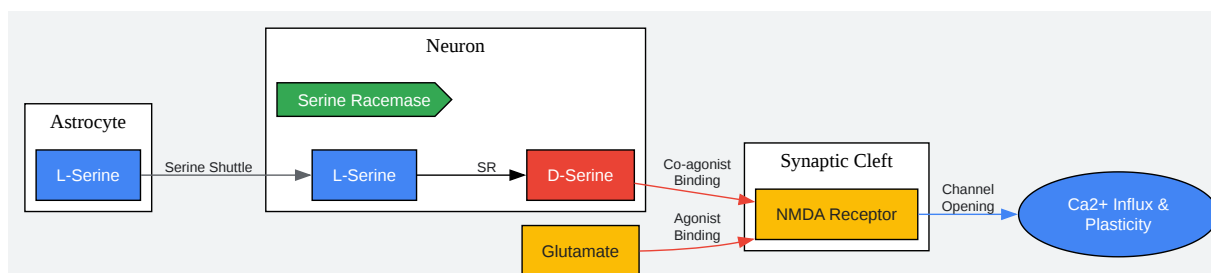 Neuron
Serine Racemase
Astrocyte
L-Serine
Serine Shuttle
L-Serine
SR
D-Serine
Co-agonist
Binding
Synaptic Cleft
NMDA Receptor
Channel
Opening
Ca2+ Influx &
Plasticity
Agonist
Binding
Glutamate